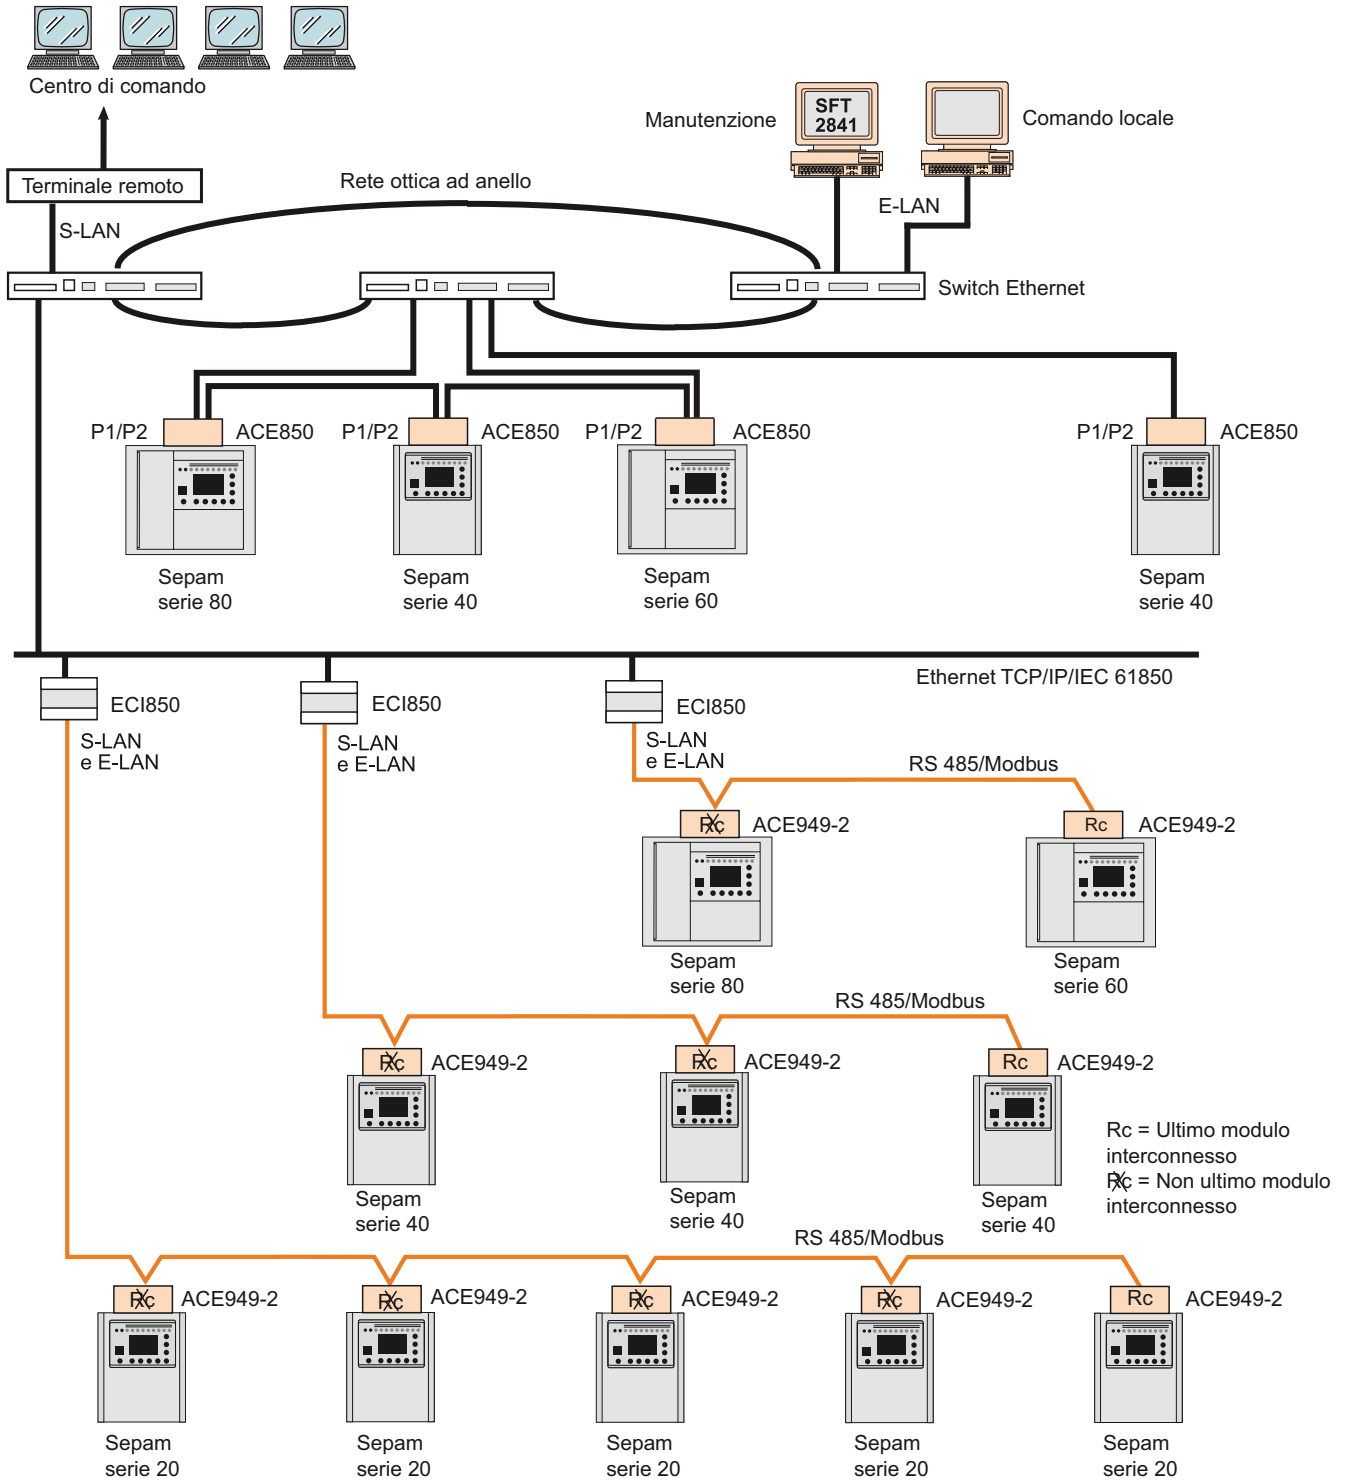 Centro di comando
Manutenzione
SFT
2841
Comando locale
Terminale remoto
Rete ottica ad anello
S-LAN
E-LAN
Switch Ethernet
P1/P2
ACE850
P1/P2
ACE850
P1/P2
ACE850
P1/P2
ACE850
Sepam
serie 80
Sepam
serie 40
Sepam
serie 60
Sepam
serie 40
Ethernet TCP/IP/IEC 61850
ECI850
ECI850
ECI850
S-LAN
e E-LAN
S-LAN
e E-LAN
S-LAN
e E-LAN
RS 485/Modbus
Rc
ACE949-2
Rc
ACE949-2
Sepam
serie 80
Sepam
serie 60
RS 485/Modbus
Rc
ACE949-2
Rc
ACE949-2
Rc
ACE949-2
Rc = Ultimo modulo
interconnesso
Rc = Non ultimo modulo
interconnesso
Sepam
serie 40
Sepam
serie 40
Sepam
serie 40
RS 485/Modbus
Rc
ACE949-2
Rc
ACE949-2
Rc
ACE949-2
Rc
ACE949-2
Rc
ACE949-2
Sepam
serie 20
Sepam
serie 20
Sepam
serie 20
Sepam
serie 20
Sepam
serie 20